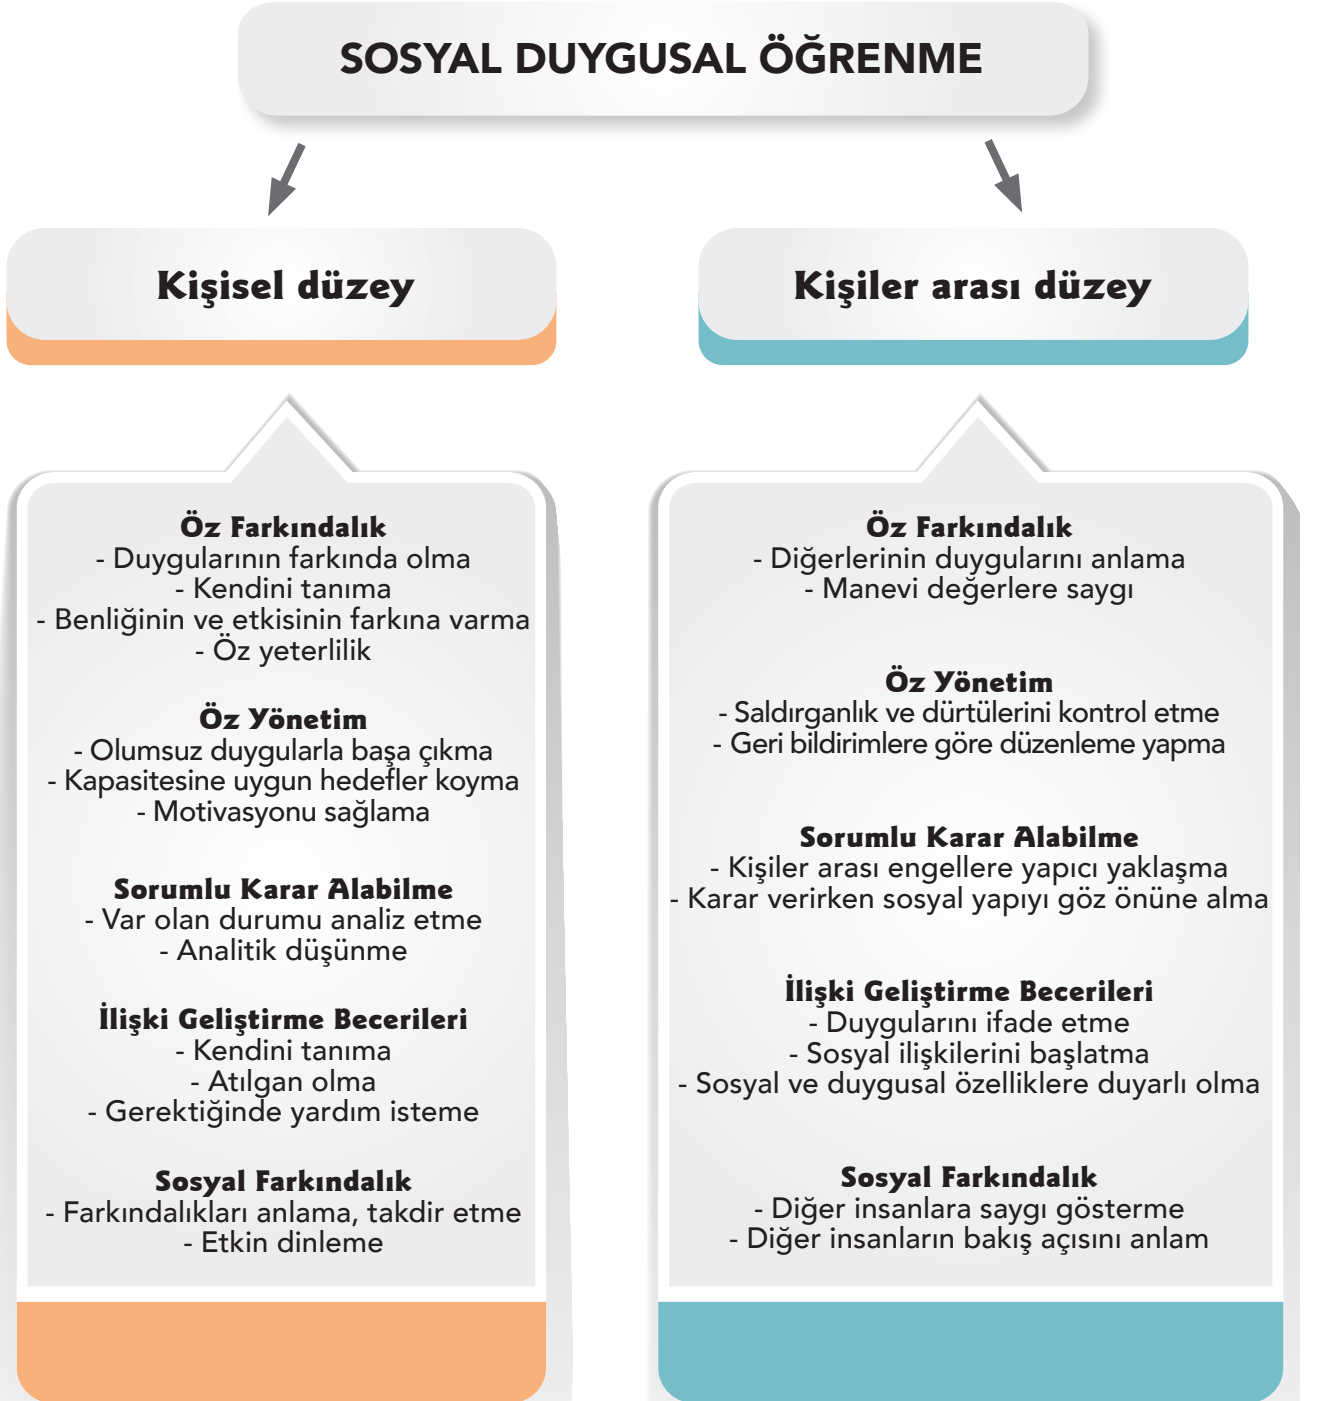 SOSYAL DUYGUSAL ÖĞRENME
Kişisel düzey
Öz Farkındalık
- Duygularının farkında olma
- Kendini tanıma
- Benliğinin ve etkisinin farkına varma
- Öz yeterlilik
Öz Yönetim
- Olumsuz duygularla başa çıkma
- Kapasitesine uygun hedefler koyma
- Motivasyonu sağlama
Sorumlu Karar Alabilme
- Var olan durumu analiz etme
- Analitik düşünme
İlişki Geliştirme Becerileri
- Kendini tanıma
- Atılgan olma
- Gerektiğinde yardım isteme
Sosyal Farkındalık
- Farkındalıkları anlama, takdir etme
- Etkin dinleme
Kişiler arası düzey
Öz Farkındalık
- Diğerlerinin duygularını anlama
- Manevi değerlere saygı
Öz Yönetim
- Saldırganlık ve dürtülerini kontrol etme
- Geri bildirimlere göre düzenleme yapma
Sorumlu Karar Alabilme
- Kişiler arası engellere yapıcı yaklaşma
- Karar verirken sosyal yapıyı göz önüne alma
İlişki Geliştirme Becerileri
- Duygularını ifade etme
- Sosyal ilişkilerini başlatma
- Sosyal ve duygusal özelliklere duyarlı olma
Sosyal Farkındalık
- Diğer insanlara saygı gösterme
- Diğer insanların bakış açısını anlam